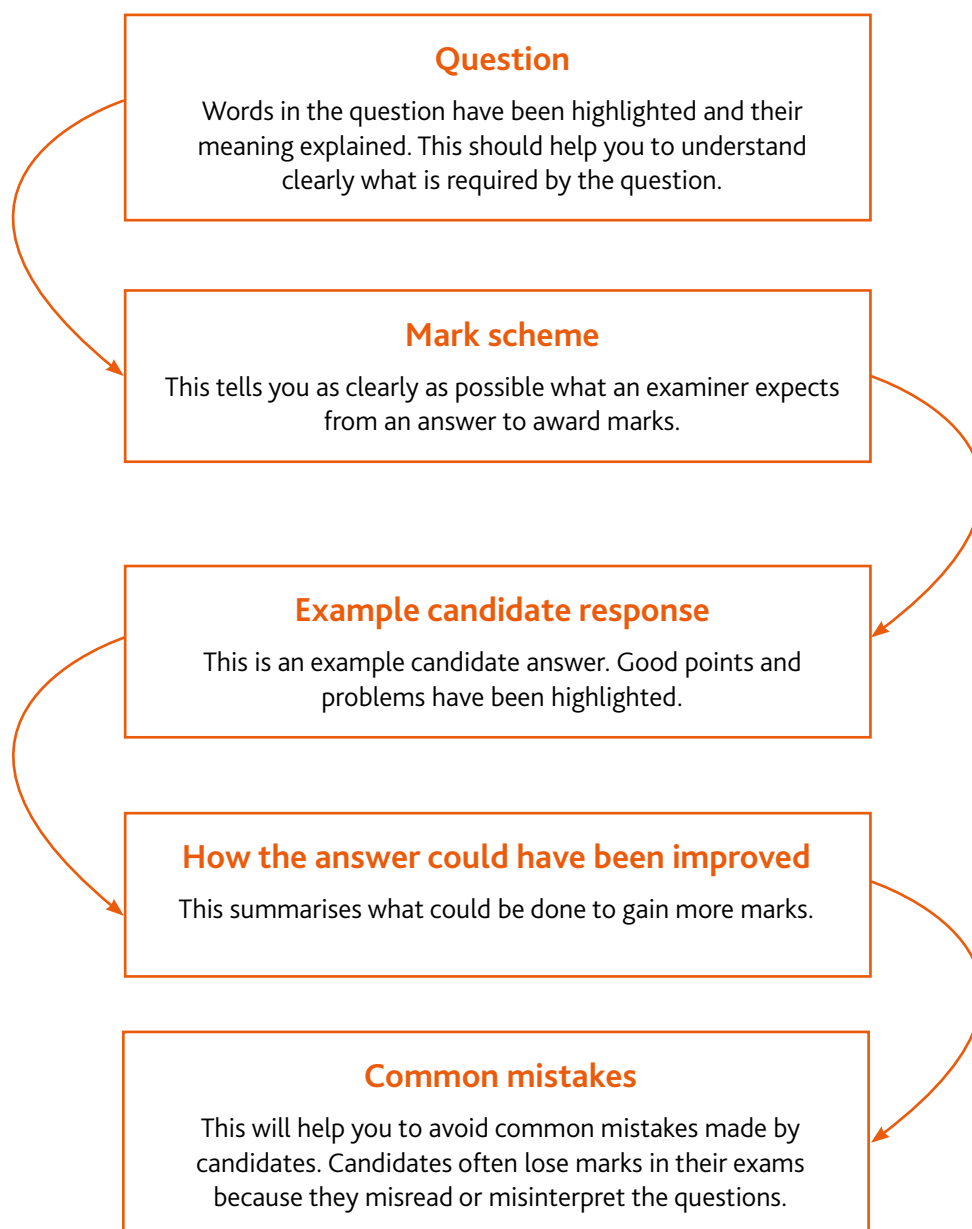 Question
Words in the question have been highlighted and their
meaning explained. This should help you to understand
clearly what is required by the question.
Mark scheme
This tells you as clearly as possible what an examiner expects
from an answer to award marks.
Example candidate response
This is an example candidate answer. Good points and
problems have been highlighted.
How the answer could have been improved
This summarises what could be done to gain more marks.
Common mistakes
This will help you to avoid common mistakes made by
candidates. Candidates often lose marks in their exams
because they misread or misinterpret the questions.